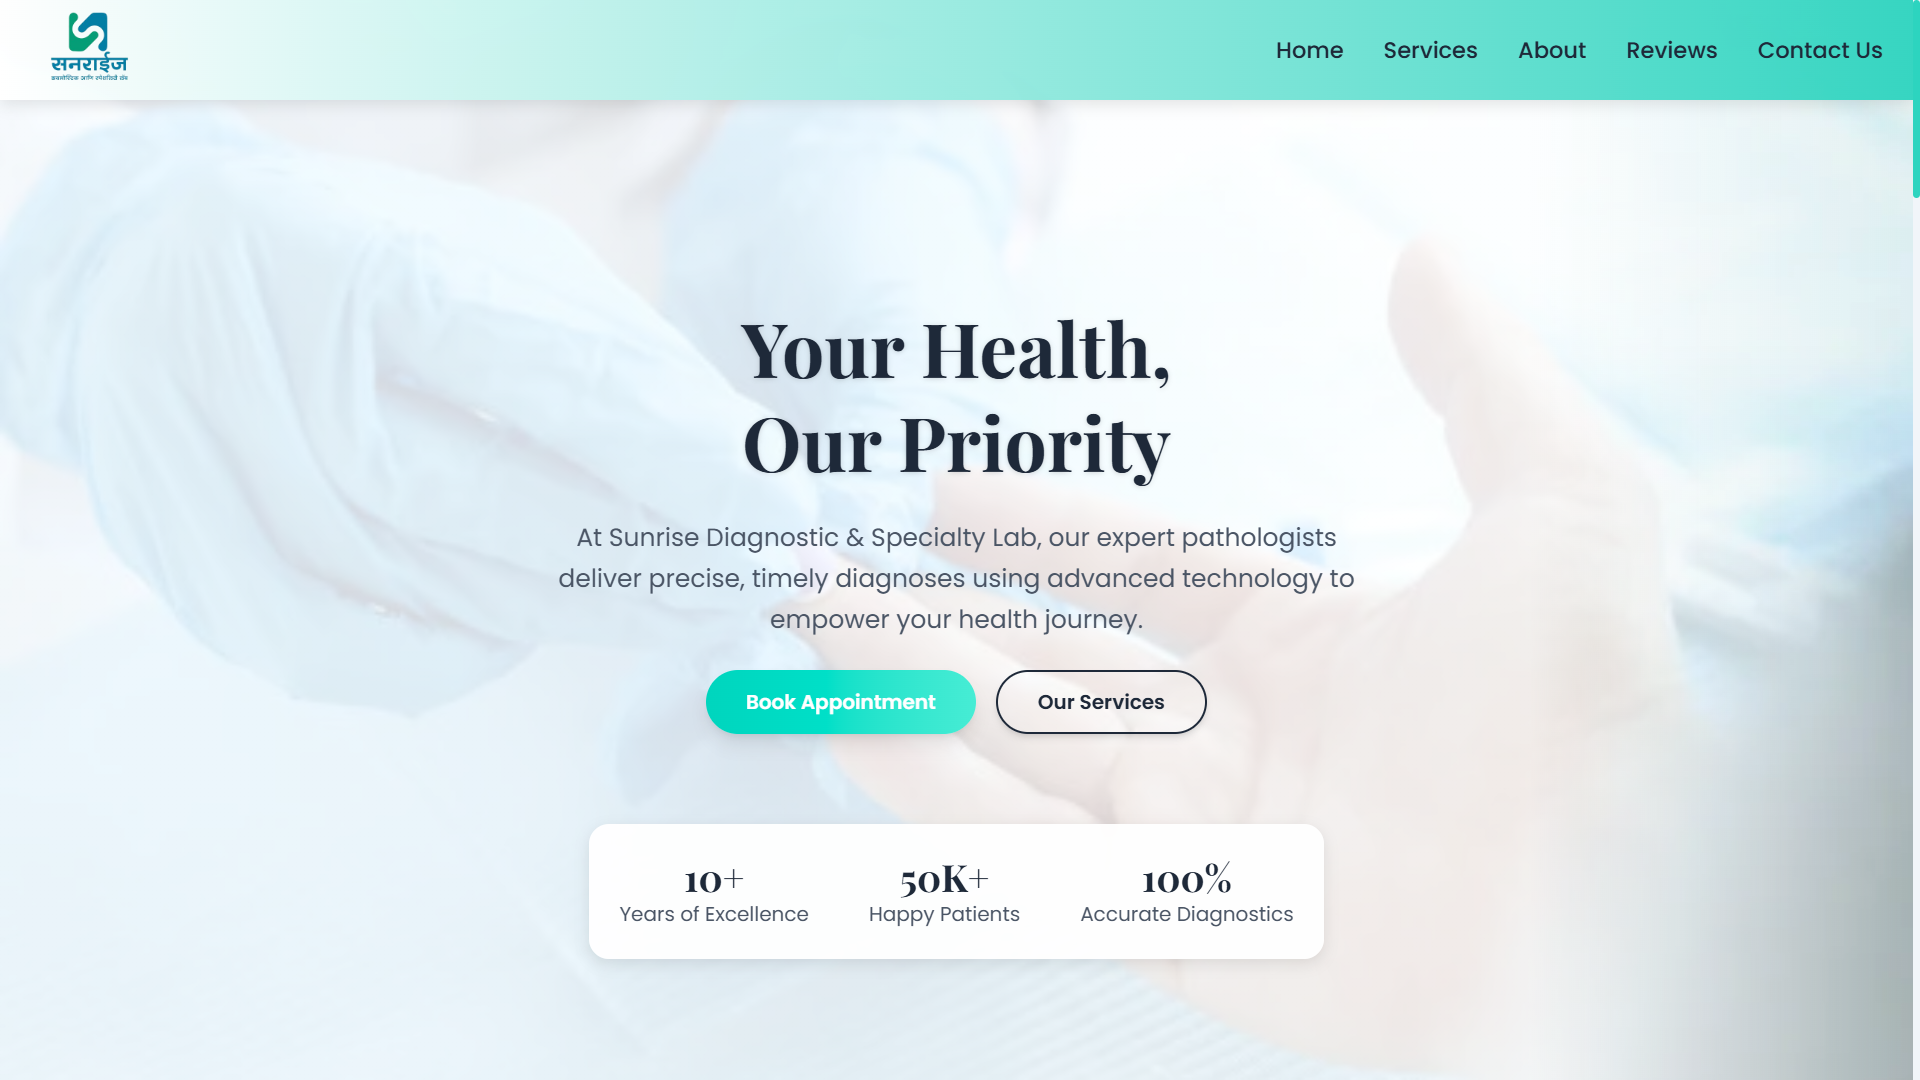 सनराईज
Home
Services
About
Reviews
Contact Us
Your Health,
Our Priority
At Sunrise Diagnostic & Specialty Lab, our expert pathologists
deliver precise, timely diagnoses using advanced technology to
empower your health journey.
Book Appointment
Our Services
10+
Years of Excellence
50K+
Happy Patients
100%
Accurate Diagnostics